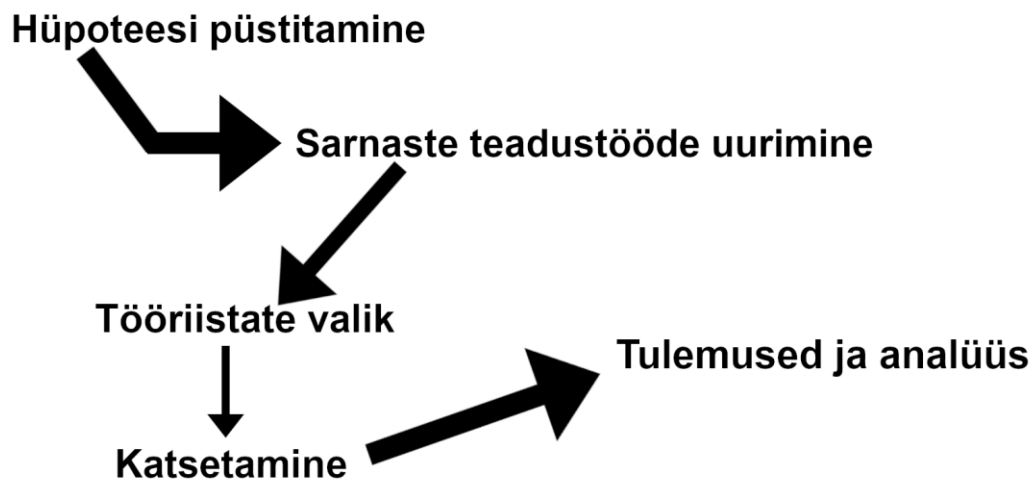 Hüpoteesi püstitamine
Sarnaste teadustööde uurimine
Tööriistate valik
Tulemused ja analüüs
Katsetamine